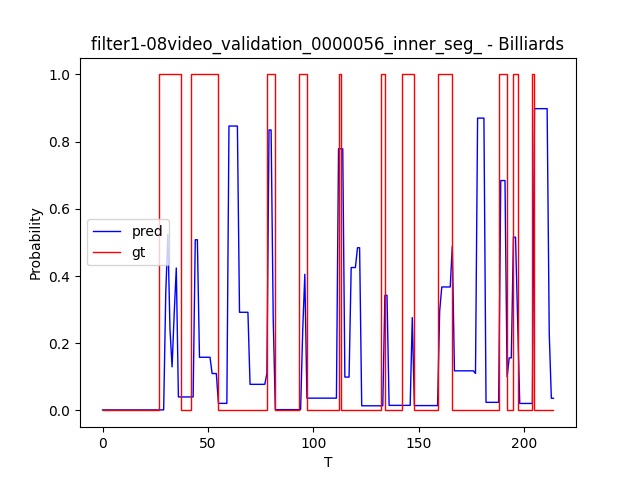 filter1-08video_validation_0000056_inner_seg_ - Billiards
1.0
0.8
0.6
0.4
0.2
0.0
Probability
pred
gt
0
50
100
150
200
T